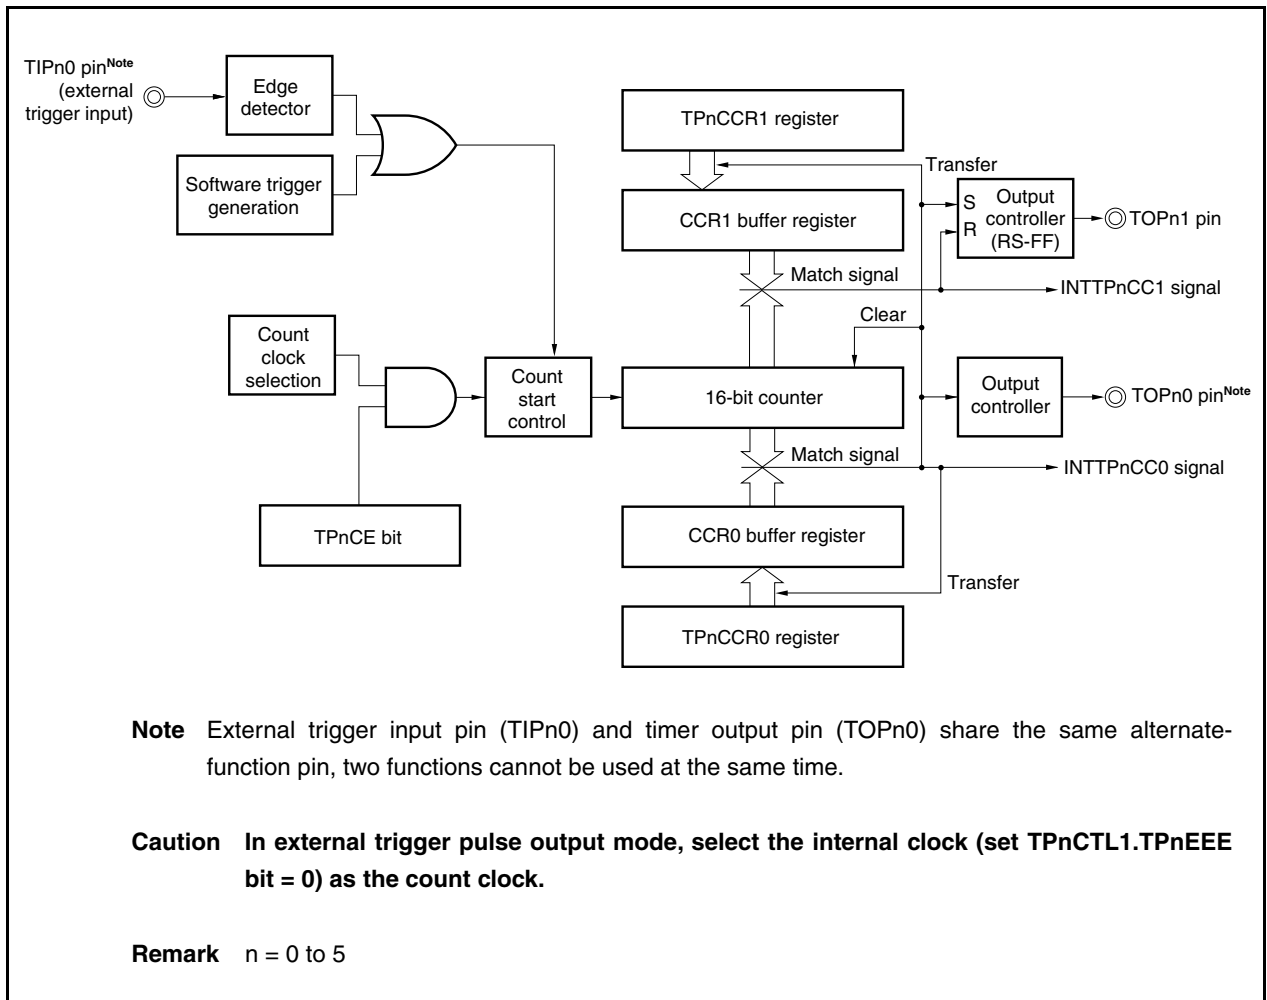 TIPn0 pinNote
(external
trigger input)
Edge
detector
Software trigger
generation
Count
clock
selection
TPnCE bit
Count
start
control
TPnCCR1 register
Transfer
CCR1 buffer register
S
R
Output
controller
(RS-FF)
TOPn1 pin
Match signal
INTTPnCC1 signal
Clear
16-bit counter
Output
controller
TOPn0 pinNote
Match signal
INTTPnCC0 signal
CCR0 buffer register
Transfer
TPnCCR0 register
Note External trigger input pin (TIPn0) and timer output pin (TOPn0) share the same alternate-
function pin, two functions cannot be used at the same time.
Caution In external trigger pulse output mode, select the internal clock (set TPnCTL1.TPnEEE
bit = 0) as the count clock.
Remark n = 0 to 5